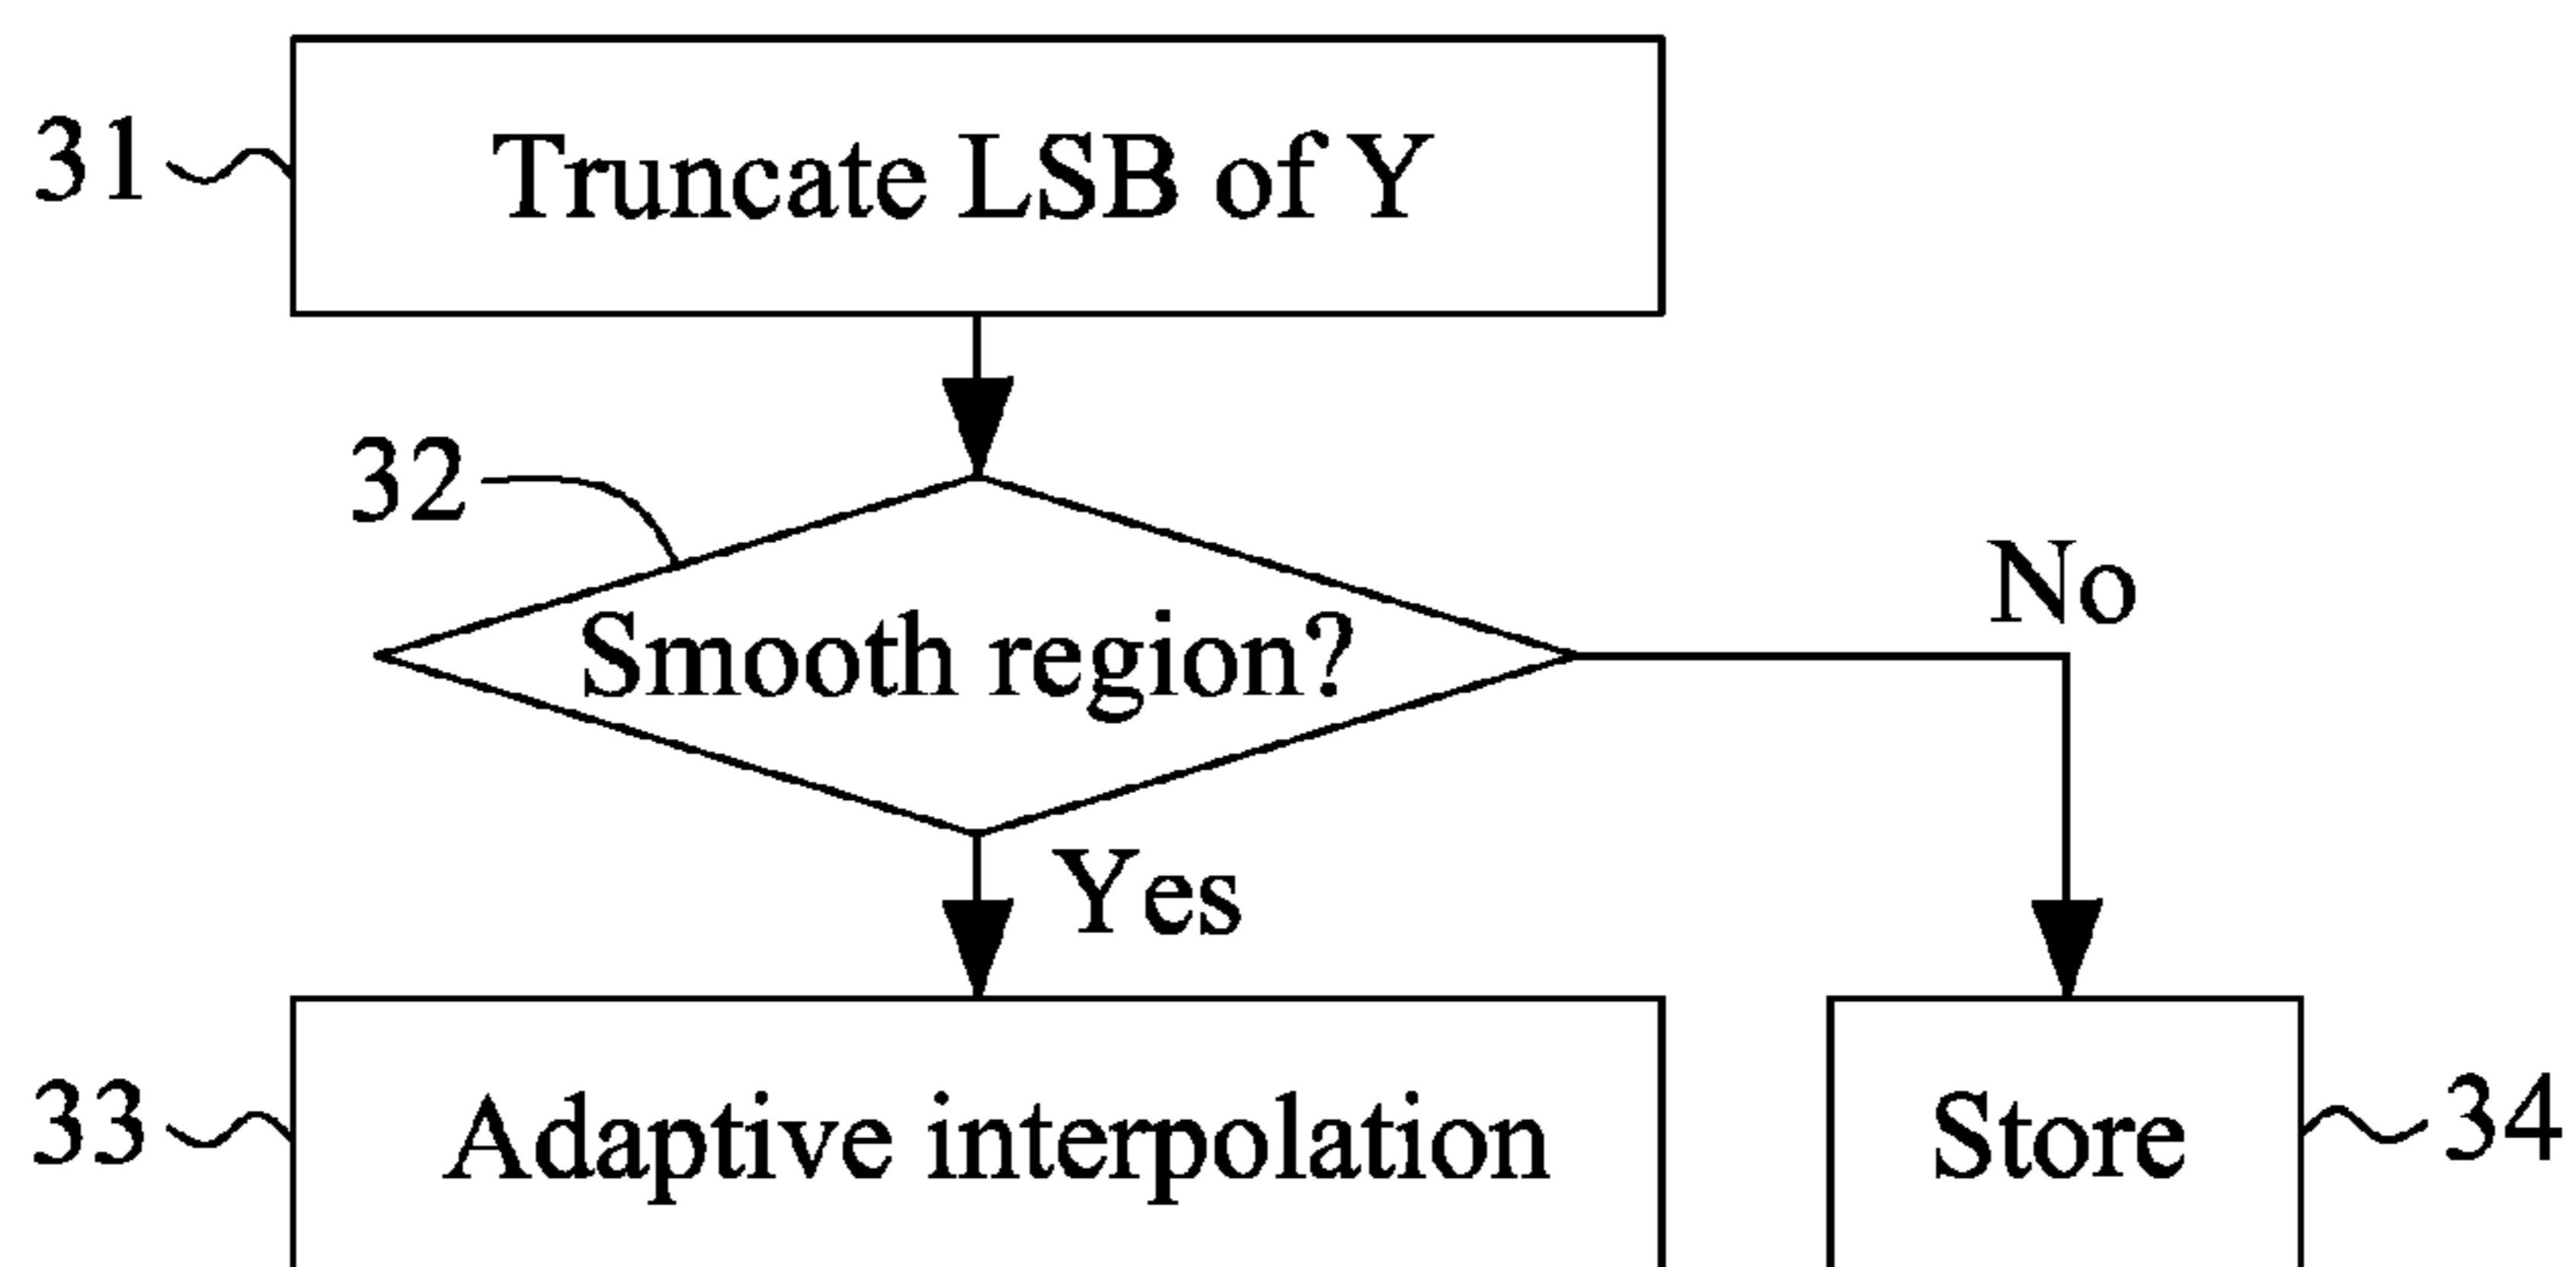 31
Truncate LSB of Y
32
Smooth region?
No
Yes
33
Adaptive interpolation
Store
34